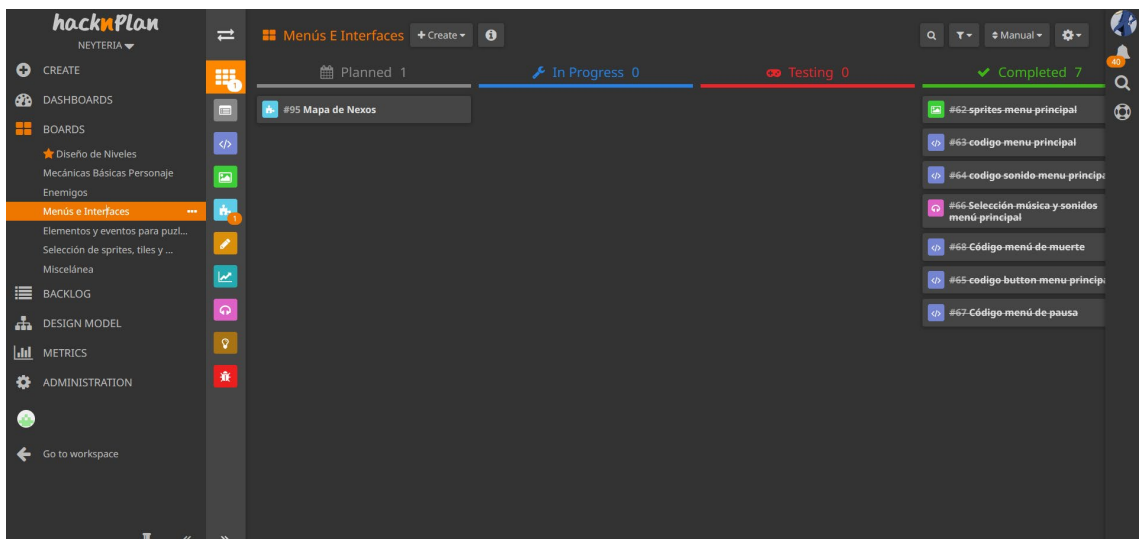 hacknPlan
NEYTERIA
CREATE
DASHBOARDS
BOARDS
Diseño de Niveles
Mecánicas Básicas Personaje
Enemigos
Menús e Interfaces
Elementos y eventos para puzl...
Selección de sprites, tiles y ...
Miscelánea
BACKLOG
DESIGN MODEL
METRICS
ADMINISTRATION
Go to workspace
1
1
Menús E Interfaces + Create
Manual
40
Planned 1
#95 Mapa de Nexos
In Progress 0
Testing 0
Completed 7
#62 sprites menu principal
#63 codigo menu principal
#64 codigo sonido menu principa
#66 Selección música y sonidos
menú principal
#68 Código menú de muerte
#65 codigo button menu principa
#67 Código menú de pausa